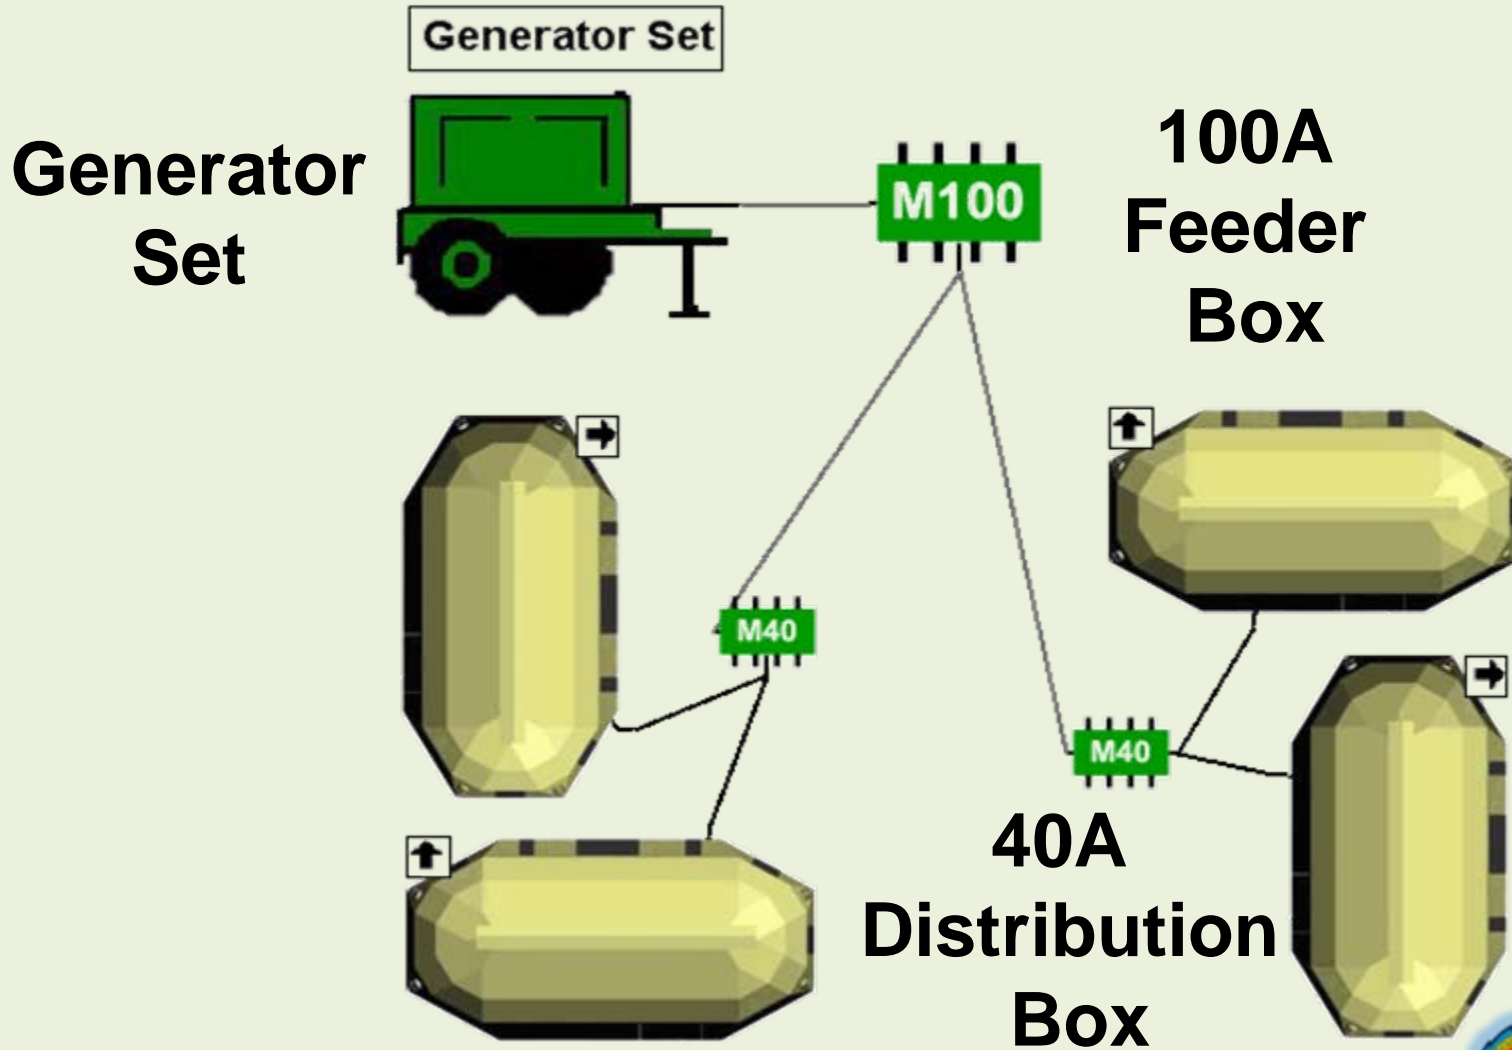 Generator Set
Generator
Set
M100
100A
Feeder
Box
M40
M40
40A
Distribution
Box